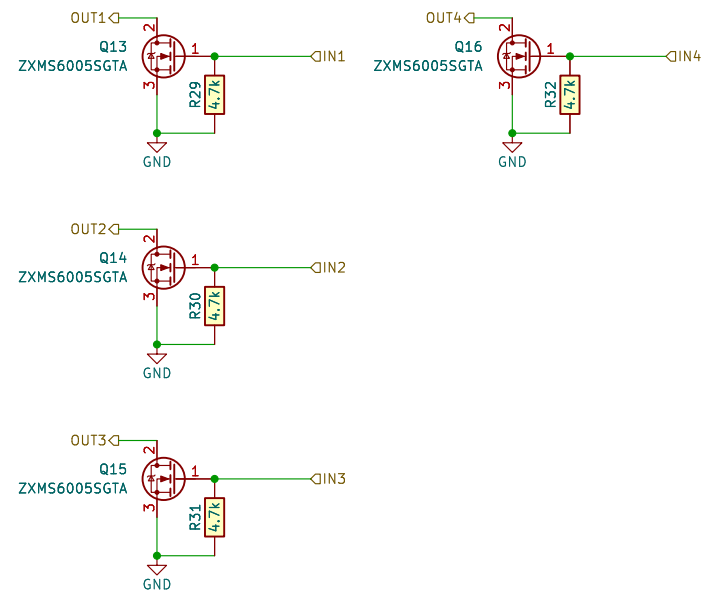 OUT1
2
Q13
ZXMS6005SGTA
1
IN1
3
R29
4.7k
GND
OUT4
2
Q16
ZXMS6005SGTA
1
IN4
3
R32
4.7k
GND
OUT2
2
Q14
ZXMS6005SGTA
1
IN2
3
R30
4.7k
GND
OUT3
2
Q15
ZXMS6005SGTA
1
IN3
3
R31
4.7k
GND